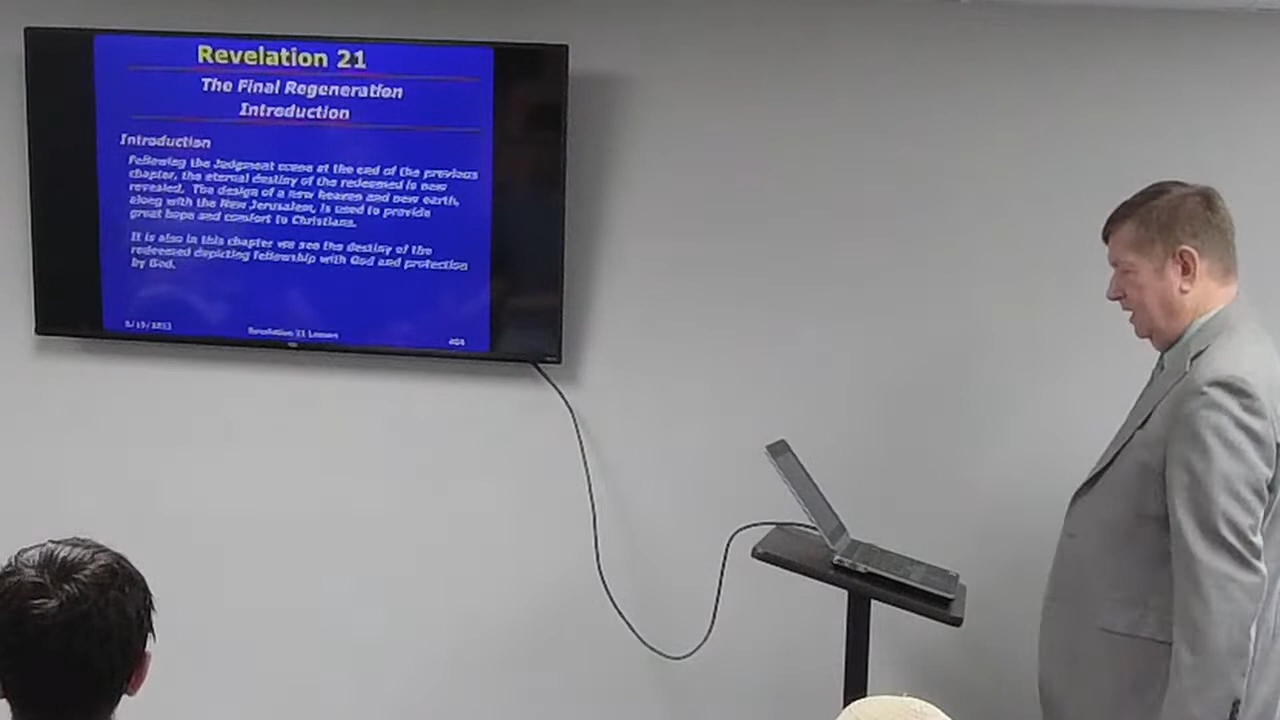 Revelation 21
The Final Regeneration
Introduction
Introduction
Following the Judgment scene at the end of the previous
chapter, the eternal destiny of the redeemed is now
revealed. The design of a new heaven and new earth,
along with the New Jerusalem, is used to provide
great hope and comfort to Christians.
It is also in this chapter we see the destiny of the
redeemed depicting fellowship with God and protection
by God.
Revelation 21 Lesson